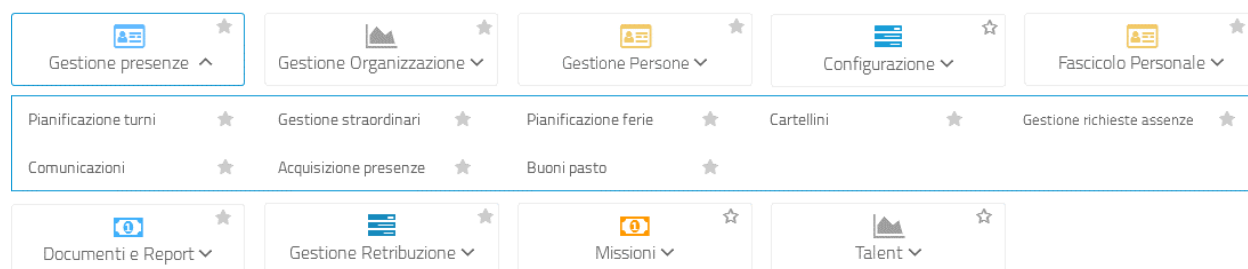 Gestione presenze Gestione Organizzazione Gestione Persone Configurazione Fascicolo Personale
Pianificazione turni Gestione straordinari Pianificazione ferie Cartellini Gestione richieste assenze
Comunicazioni Acquisizione presenze Buoni pasto
Documenti e Report Gestione Retribuzione Missioni Talent